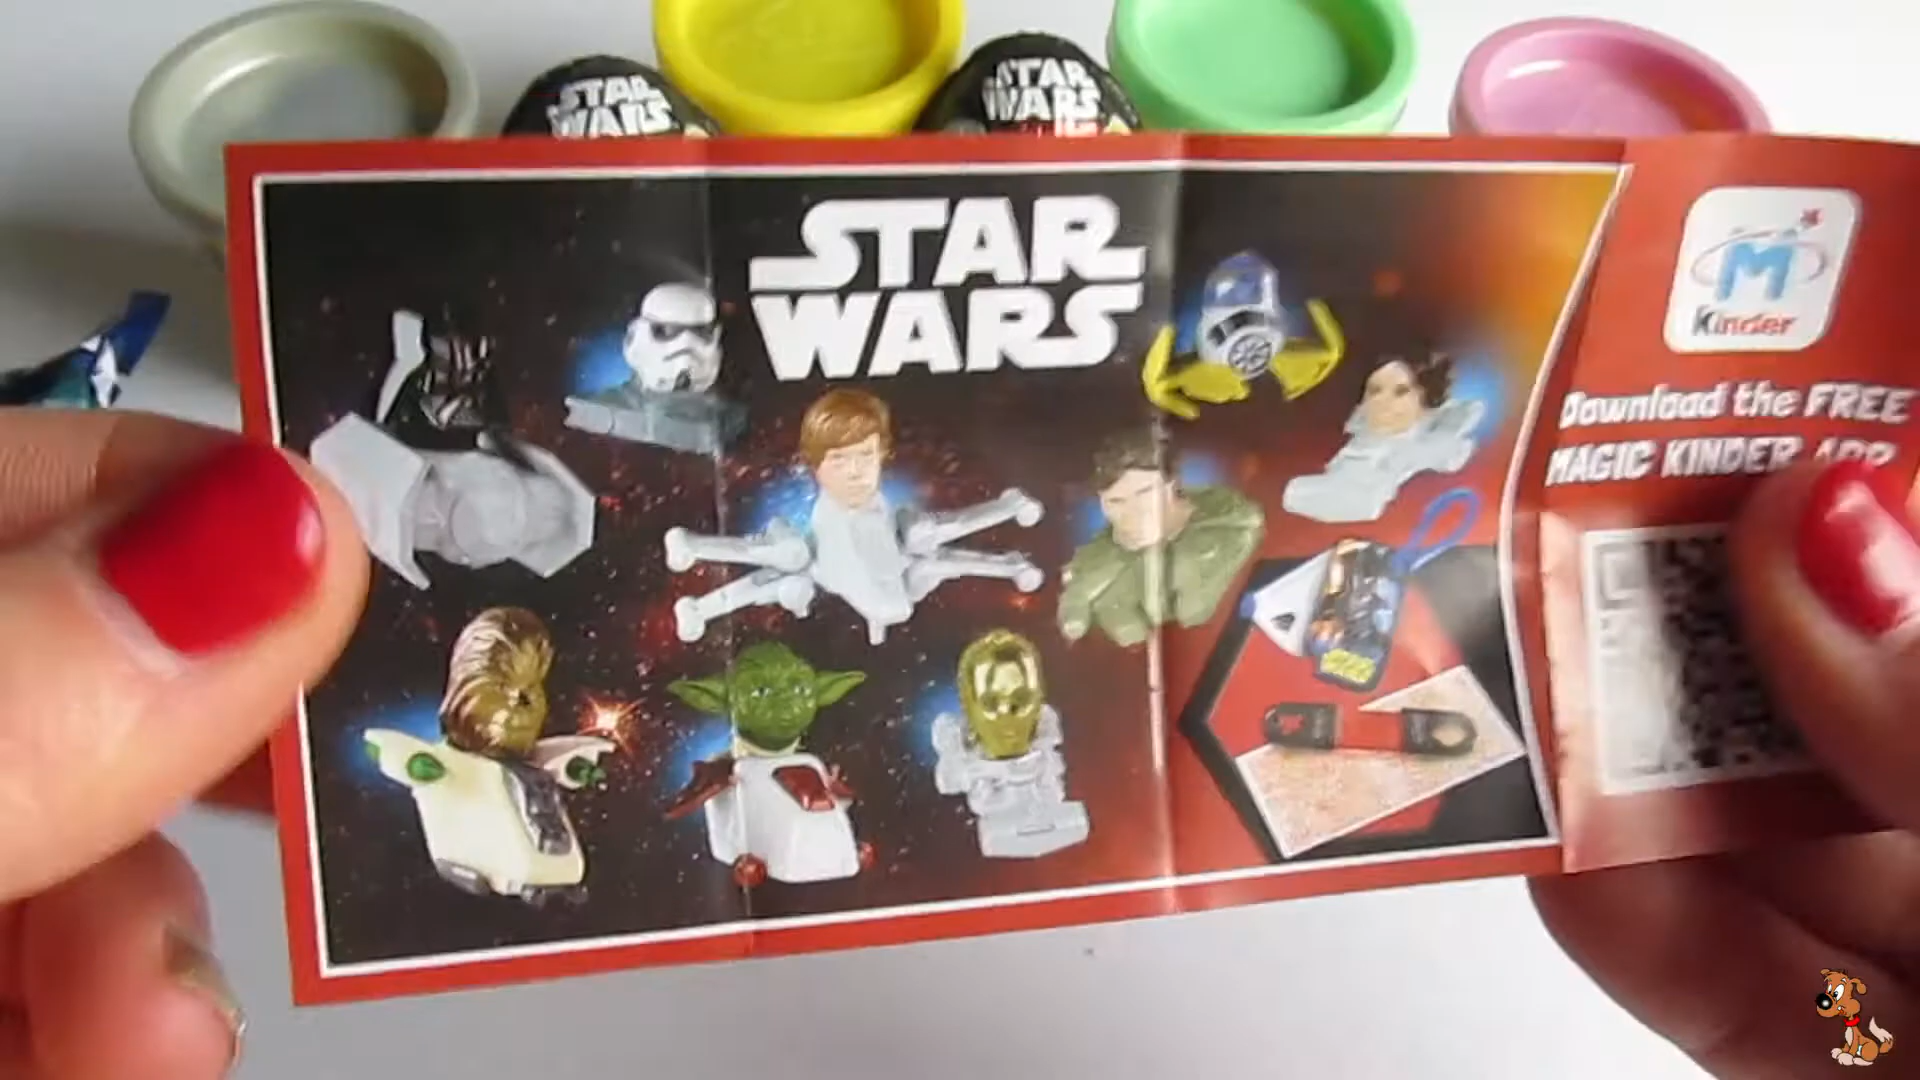 STAR
WARS
STAR
WARS
STAR
WARS
Kinder
Download the FREE
MAGIC KINDER APP